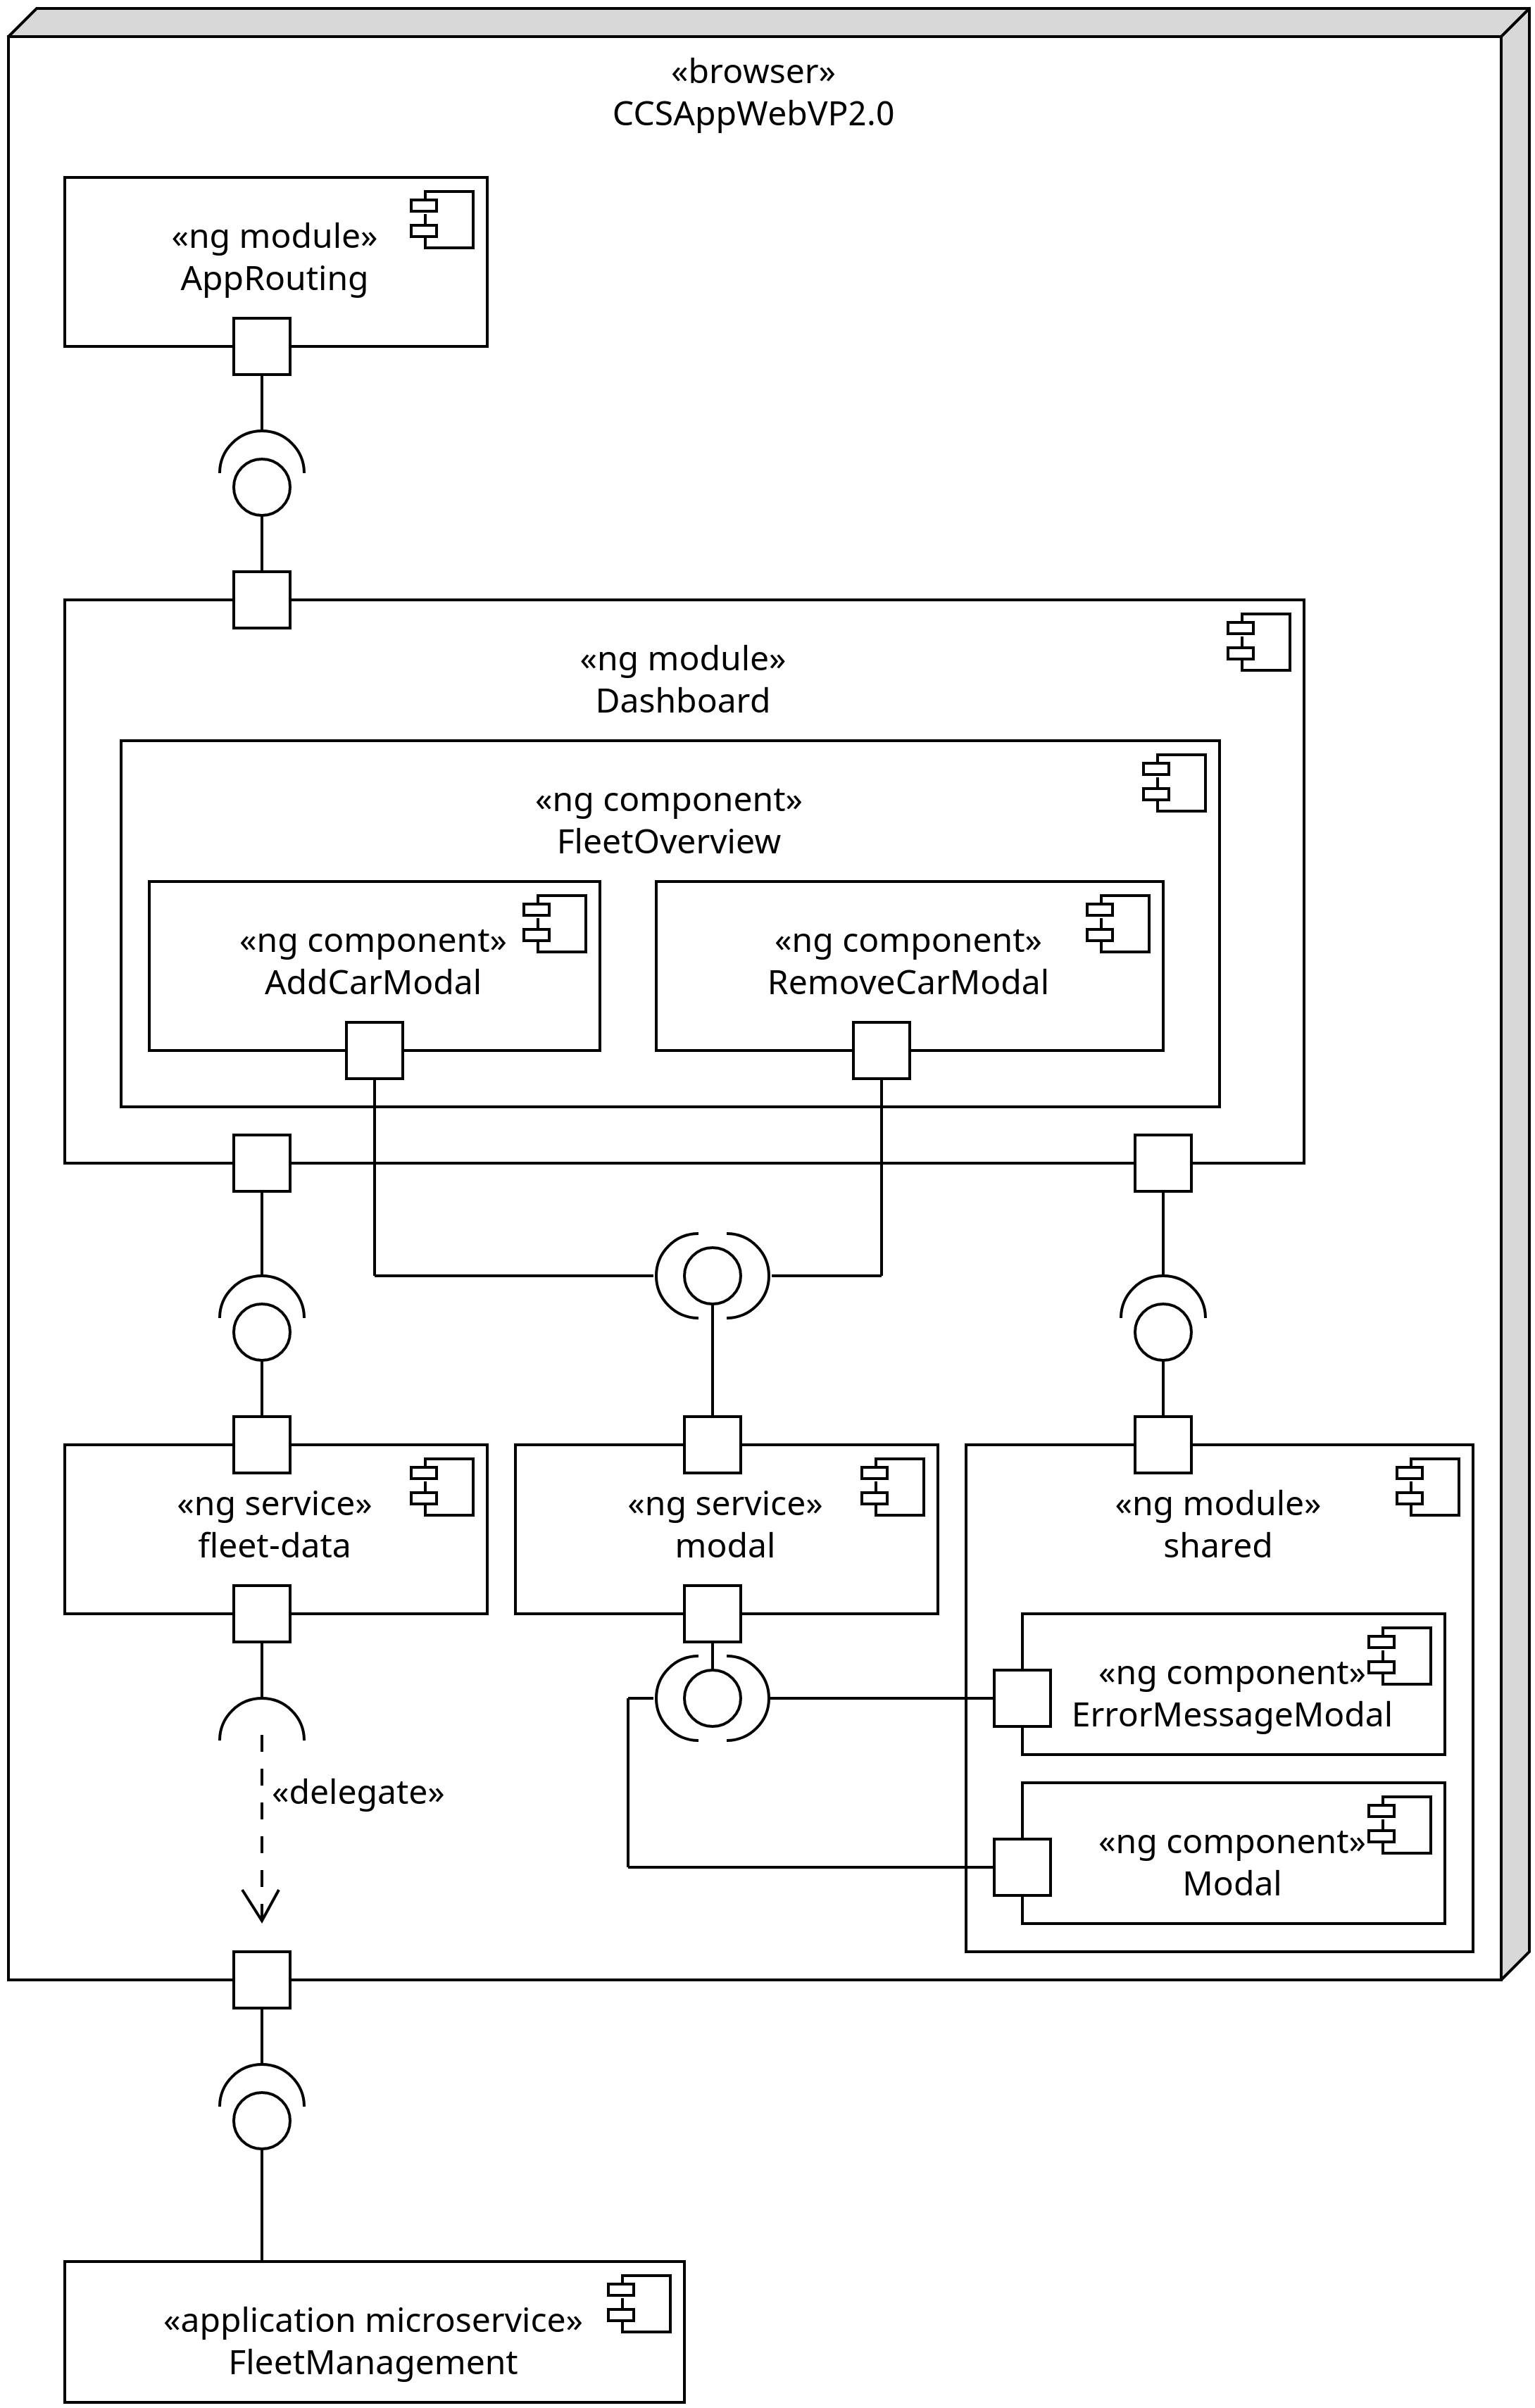 «browser»
CCSAppWebVP2.0
«ng module»
AppRouting
«ng module»
Dashboard
«ng component»
FleetOverview
«ng component»
AddCarModal
«ng component»
RemoveCarModal
«ng service»
fleet-data
«ng service»
modal
«ng module»
shared
«ng component»
ErrorMessageModal
«delegate»
«ng component»
Modal
«application microservice»
FleetManagement